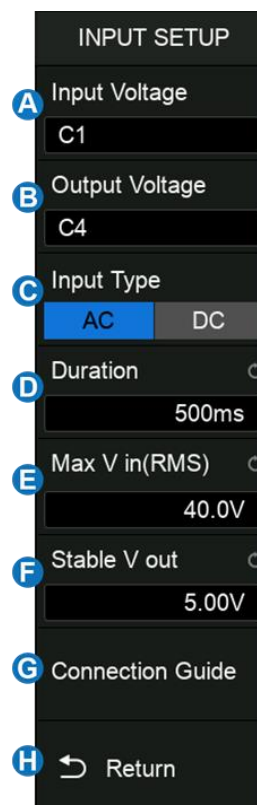 INPUT SETUP
A Input Voltage
C1
B Output Voltage
C4
C Input Type
AC DC
D Duration
500ms
E Max V in(RMS)
40.0V
F Stable V out
5.00V
G Connection Guide
H Return